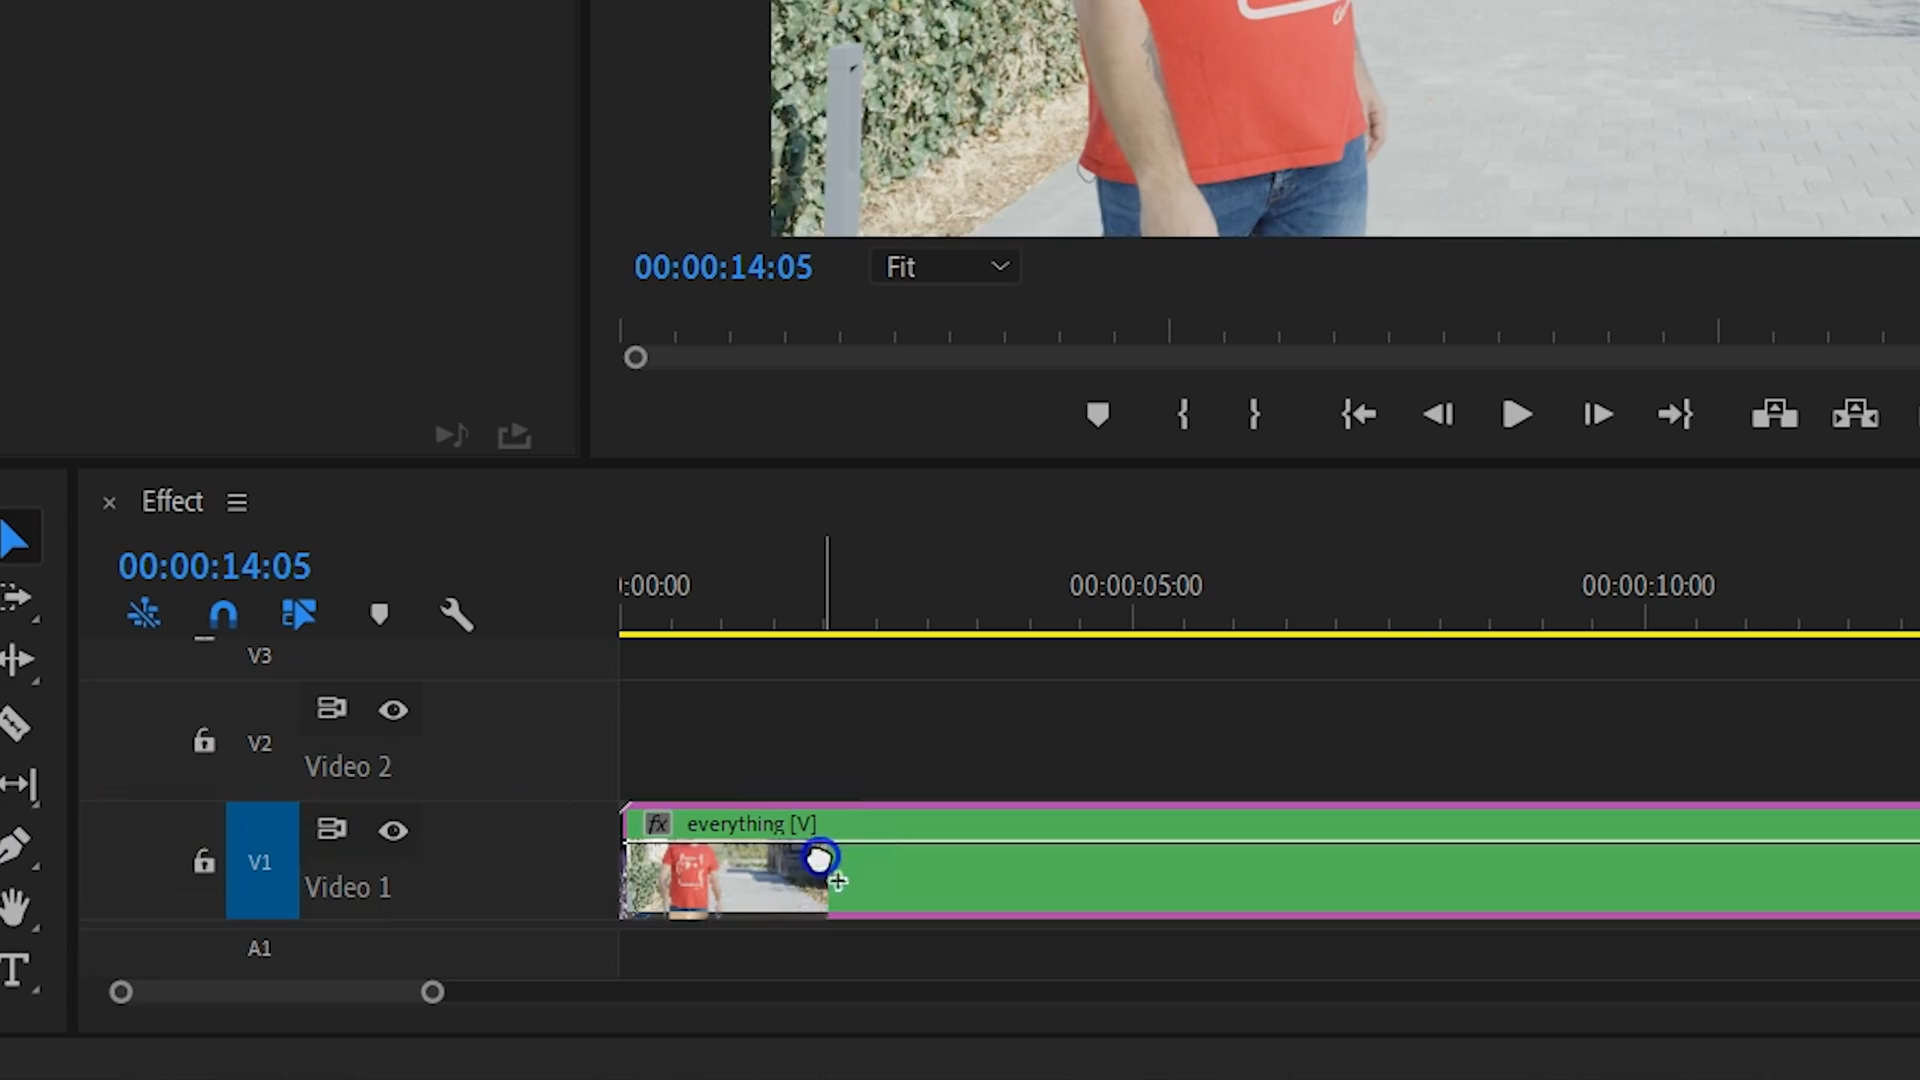 00:00:14:05
Fit
Effect
00:00:14:05
:00:00
00:00:05:00
00:00:10:00
V3
V2
Video 2
fx everything [V]
V1
Video 1
A1